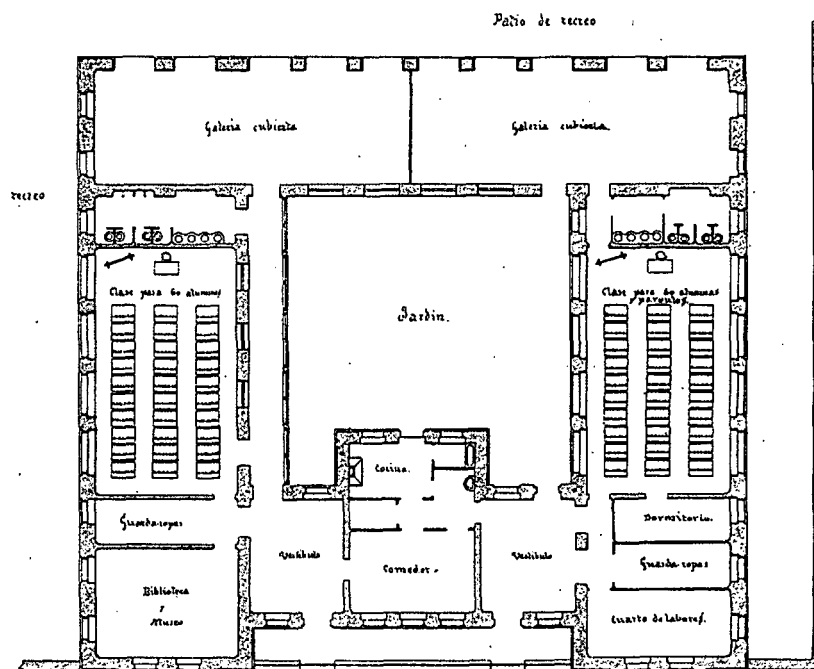 Patio de recreo
Galeria cubierta
Galeria cubierta.
recreo
Clase para 60 alumnos
Clase para 60 alumnas
y parvulos.
Jardin.
Cocina.
Guarda-ropas
Dormitorio.
Vestibulo
Comedor.
Vestibulo
Guarda-ropas
Biblioteca
y
Museo
Cuarto de labores.